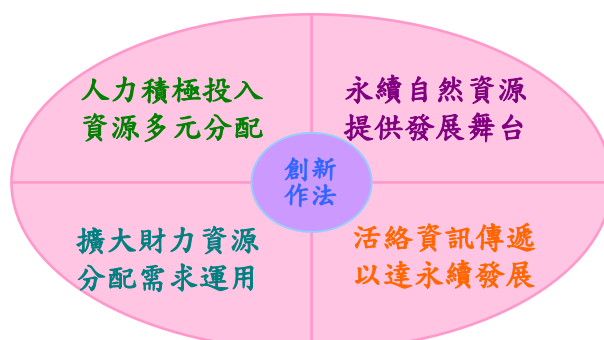 人力積極投入
資源多元分配
永續自然資源
提供發展舞台
創新
作法
擴大財力資源
分配需求運用
活絡資訊傳遞
以達永續發展